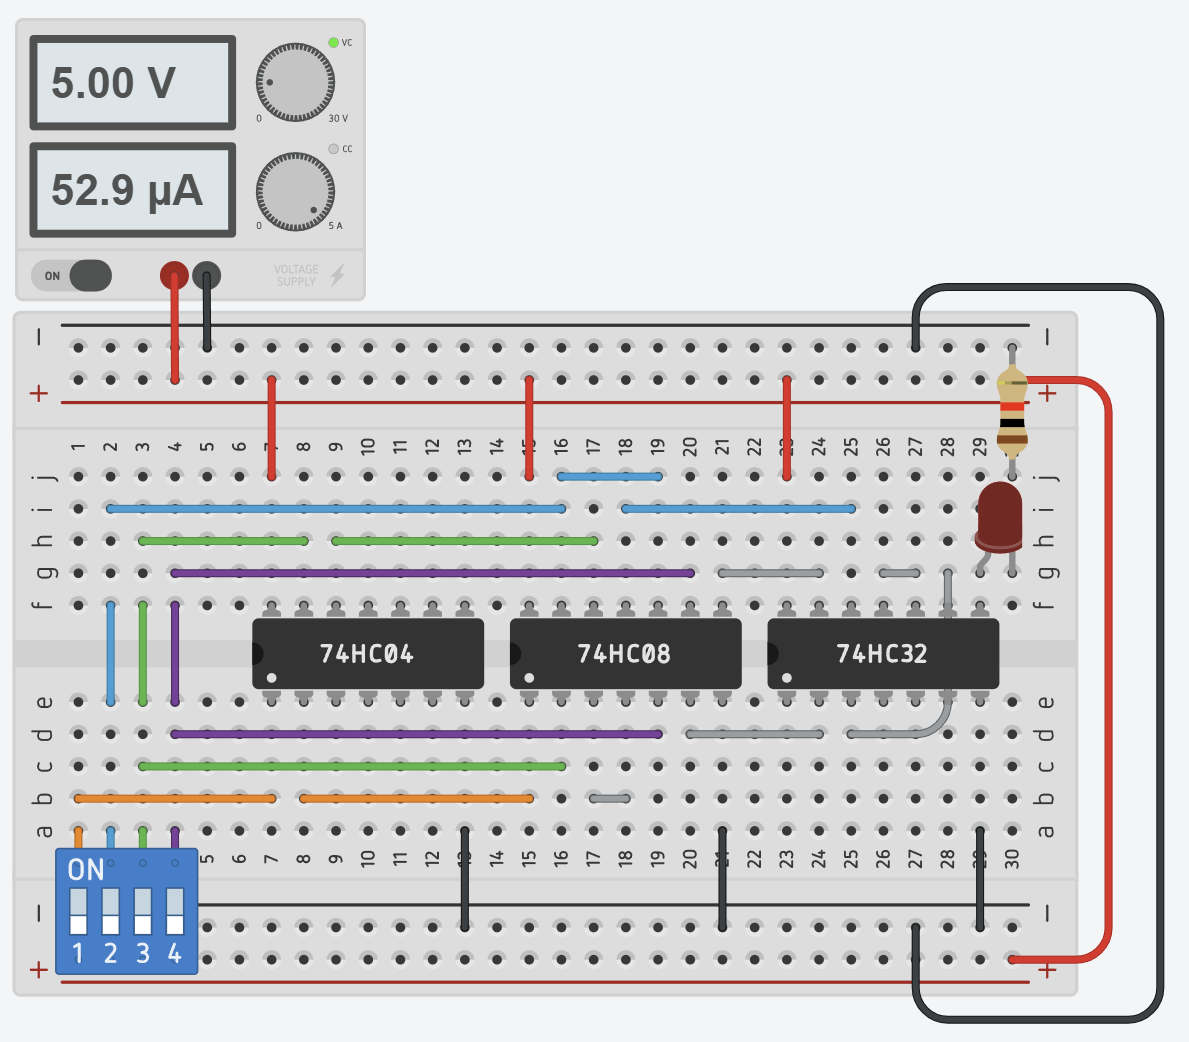 5.00 V
VC
0 30 V
52.9 µA
CC
0 5 A
ON
VOLTAGE
SUPPLY
− −
+ +
1 2 3 4 5 6 7 8 9 10 11 12 13 14 15 16 17 18 19 20 21 22 23 24 25 26 27 28 29
j j
i i
h h
g g
f f
74HC04 74HC08 74HC32
e e
d d
c c
b b
a a
5 6 7 8 9 10 11 12 13 14 15 16 17 18 19 20 21 22 23 24 25 26 27 28 29 30
ON
− −
1 2 3 4
+ +